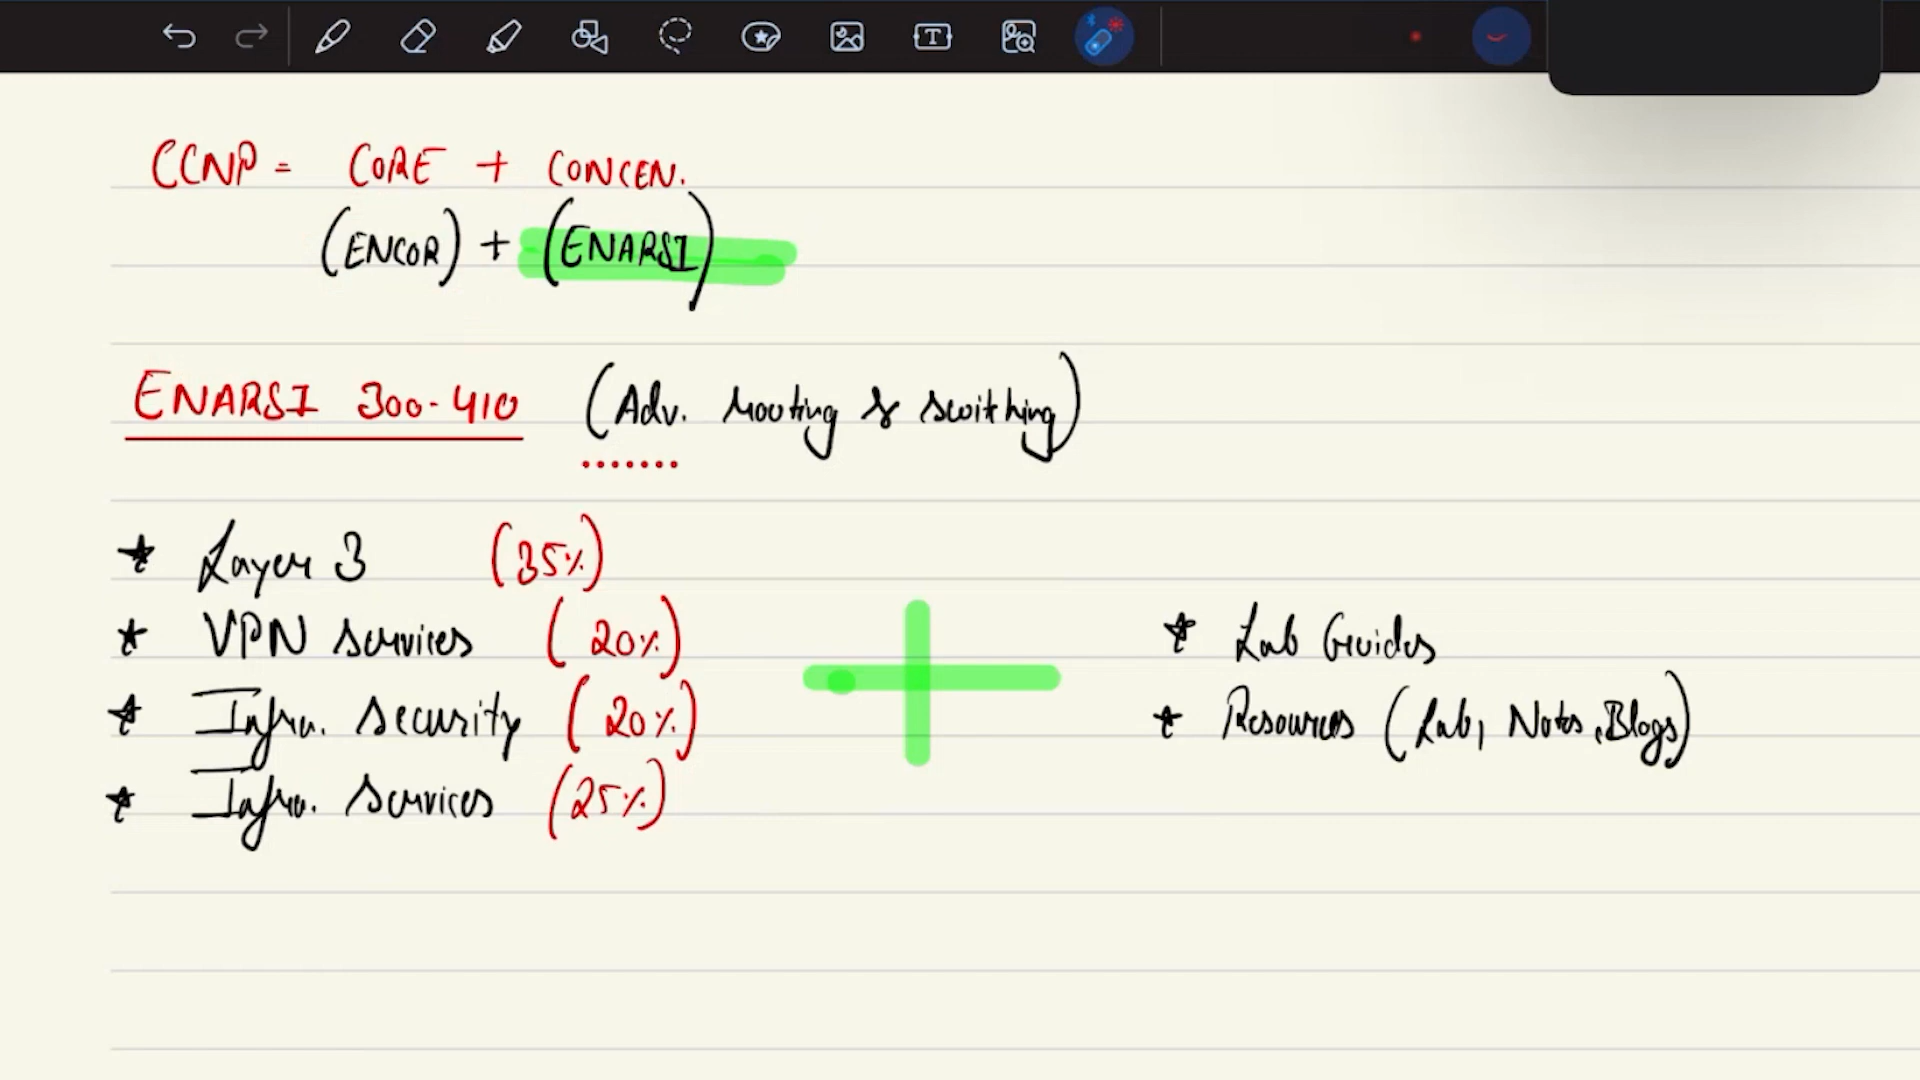 CCNP = CORE + CONCEN.
(ENCOR) + (ENARSI)
ENARSI 300-410 (Adv. routing & switching)
★ Layer 3 (35%)
★ VPN services (20%)
★ Infra. security (20%)
★ Infra. services (25%)
★ Lab Guides
★ Resources (Lab, Notes, Blogs)